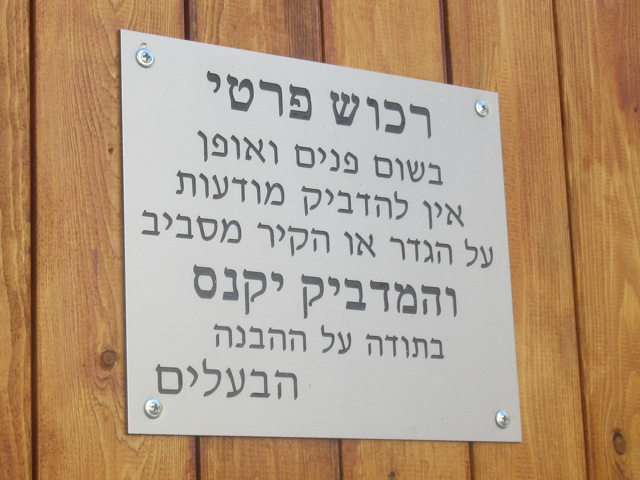 רכוש פרטי
בשום פנים ואופן
אין להדביק מודעות
על הגדר או הקיר מסביב
והמדביק יקנס
בתודה על ההבנה
הבעלים